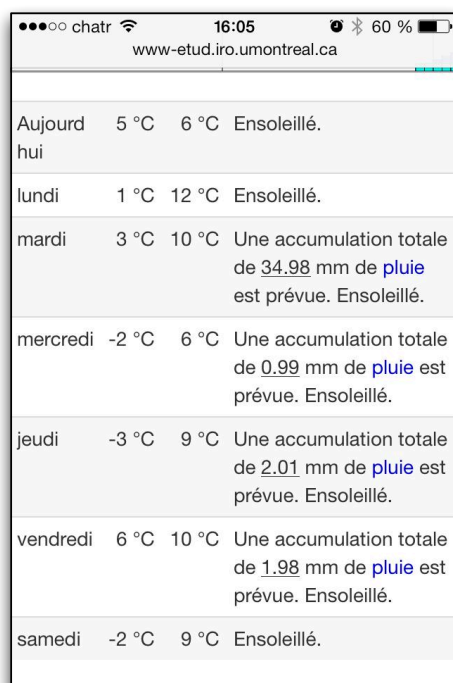 chatr 16:05 60 %
www-etud.iro.umontreal.ca
Aujourd 5 °C 6 °C Ensoleillé.
hui
lundi 1 °C 12 °C Ensoleillé.
mardi 3 °C 10 °C Une accumulation totale
de 34.98 mm de pluie
est prévue. Ensoleillé.
mercredi -2 °C 6 °C Une accumulation totale
de 0.99 mm de pluie est
prévue. Ensoleillé.
jeudi -3 °C 9 °C Une accumulation totale
de 2.01 mm de pluie est
prévue. Ensoleillé.
vendredi 6 °C 10 °C Une accumulation totale
de 1.98 mm de pluie est
prévue. Ensoleillé.
samedi -2 °C 9 °C Ensoleillé.